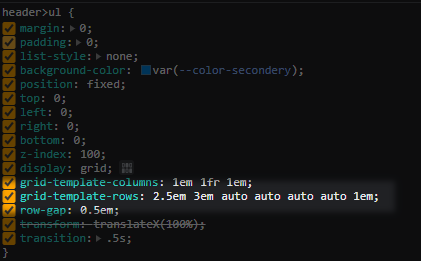 header>ul {
margin: 0;
padding: 0;
list-style: none;
background-color: var(--color-secondery);
position: fixed;
top: 0;
left: 0;
right: 0;
bottom: 0;
z-index: 100;
display: grid;
grid-template-columns: 1em 1fr 1em;
grid-template-rows: 2.5em 3em auto auto auto auto 1em;
row-gap: 0.5em;
transform: translateX(100%);
transition: .5s;
}